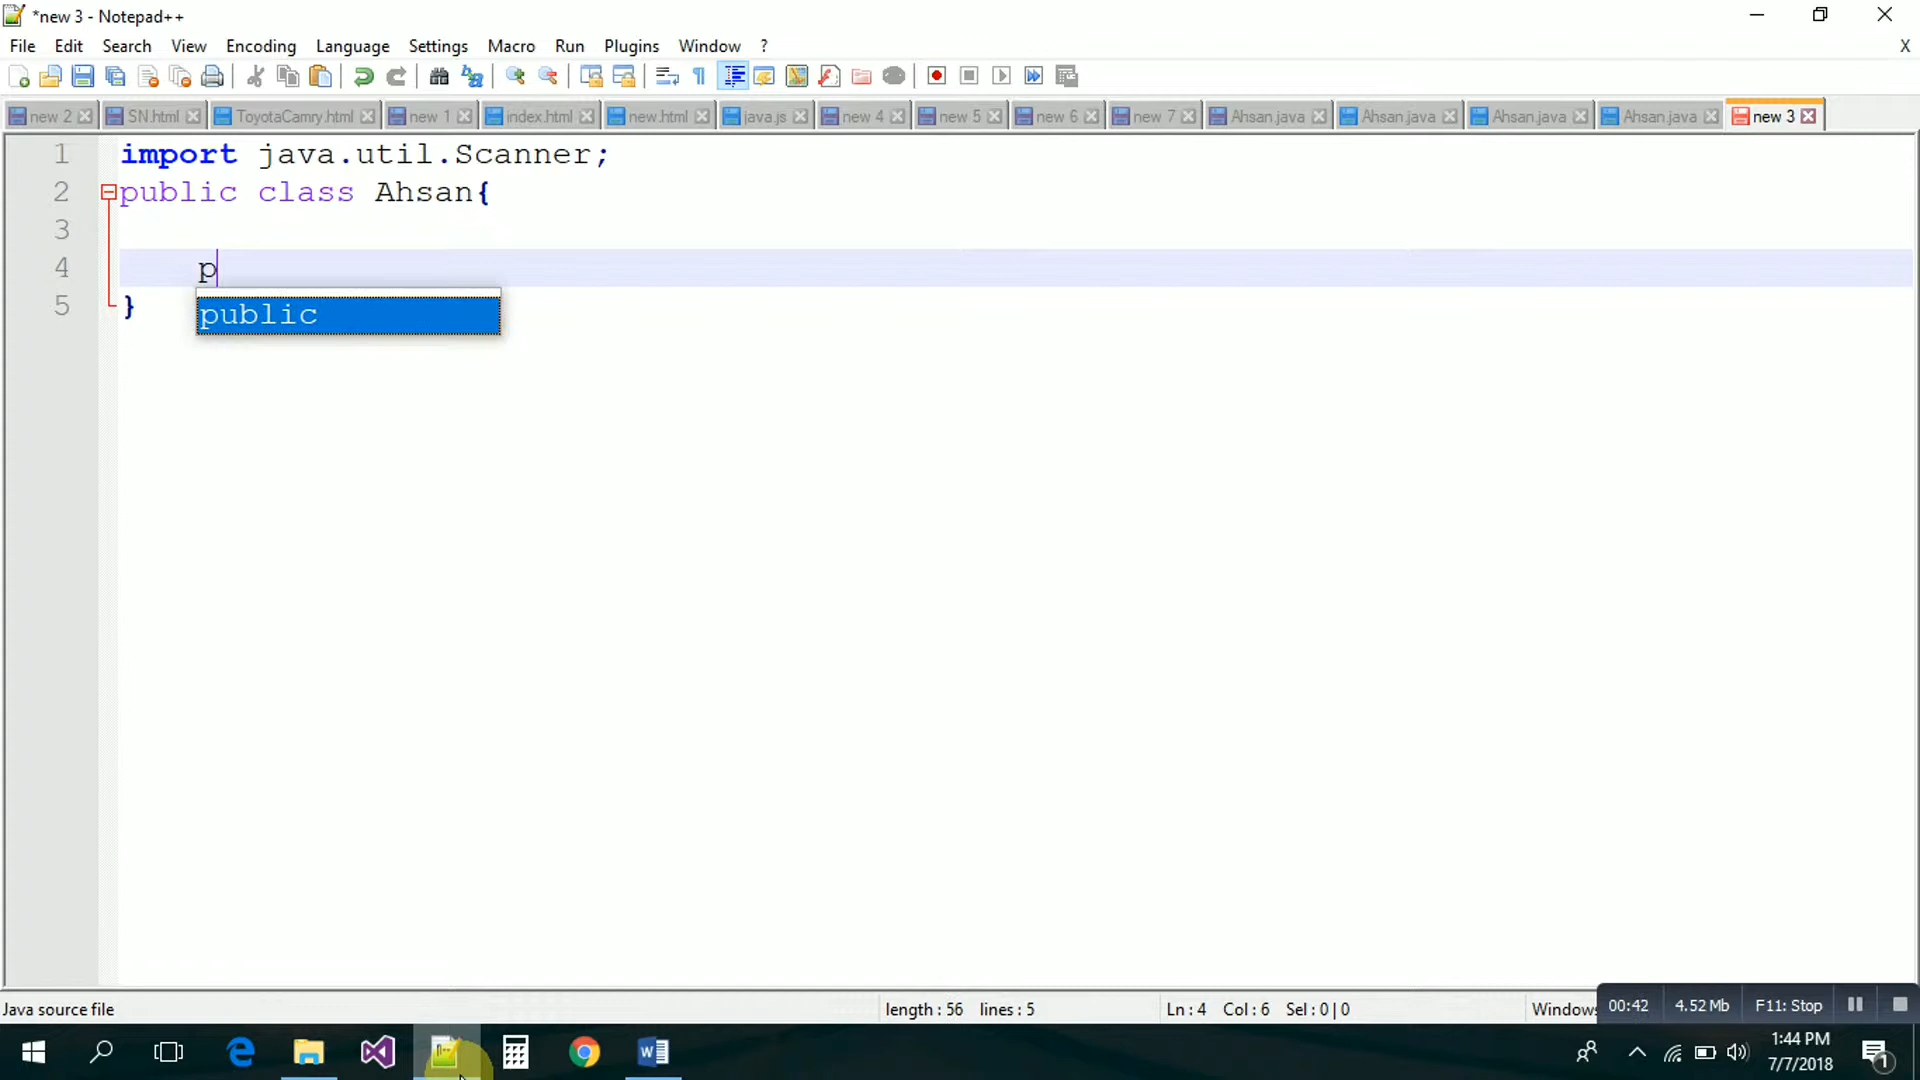 *new 3 - Notepad++
File Edit Search View Encoding Language Settings Macro Run Plugins Window ? X
new 2 SN.html ToyotaCamry.html new 1 index.html new.html java.js new 4 new 5 new 6 new 7 Ahsan.java Ahsan.java Ahsan.java Ahsan.java new 3
1 import java.util.Scanner;
2 public class Ahsan{
3
4 p
public
5 }
Java source file length : 56 lines : 5 Ln : 4 Col : 6 Sel : 0 | 0 Windows 00:42 4.52 Mb F11: Stop
1:44 PM
7/7/2018
1